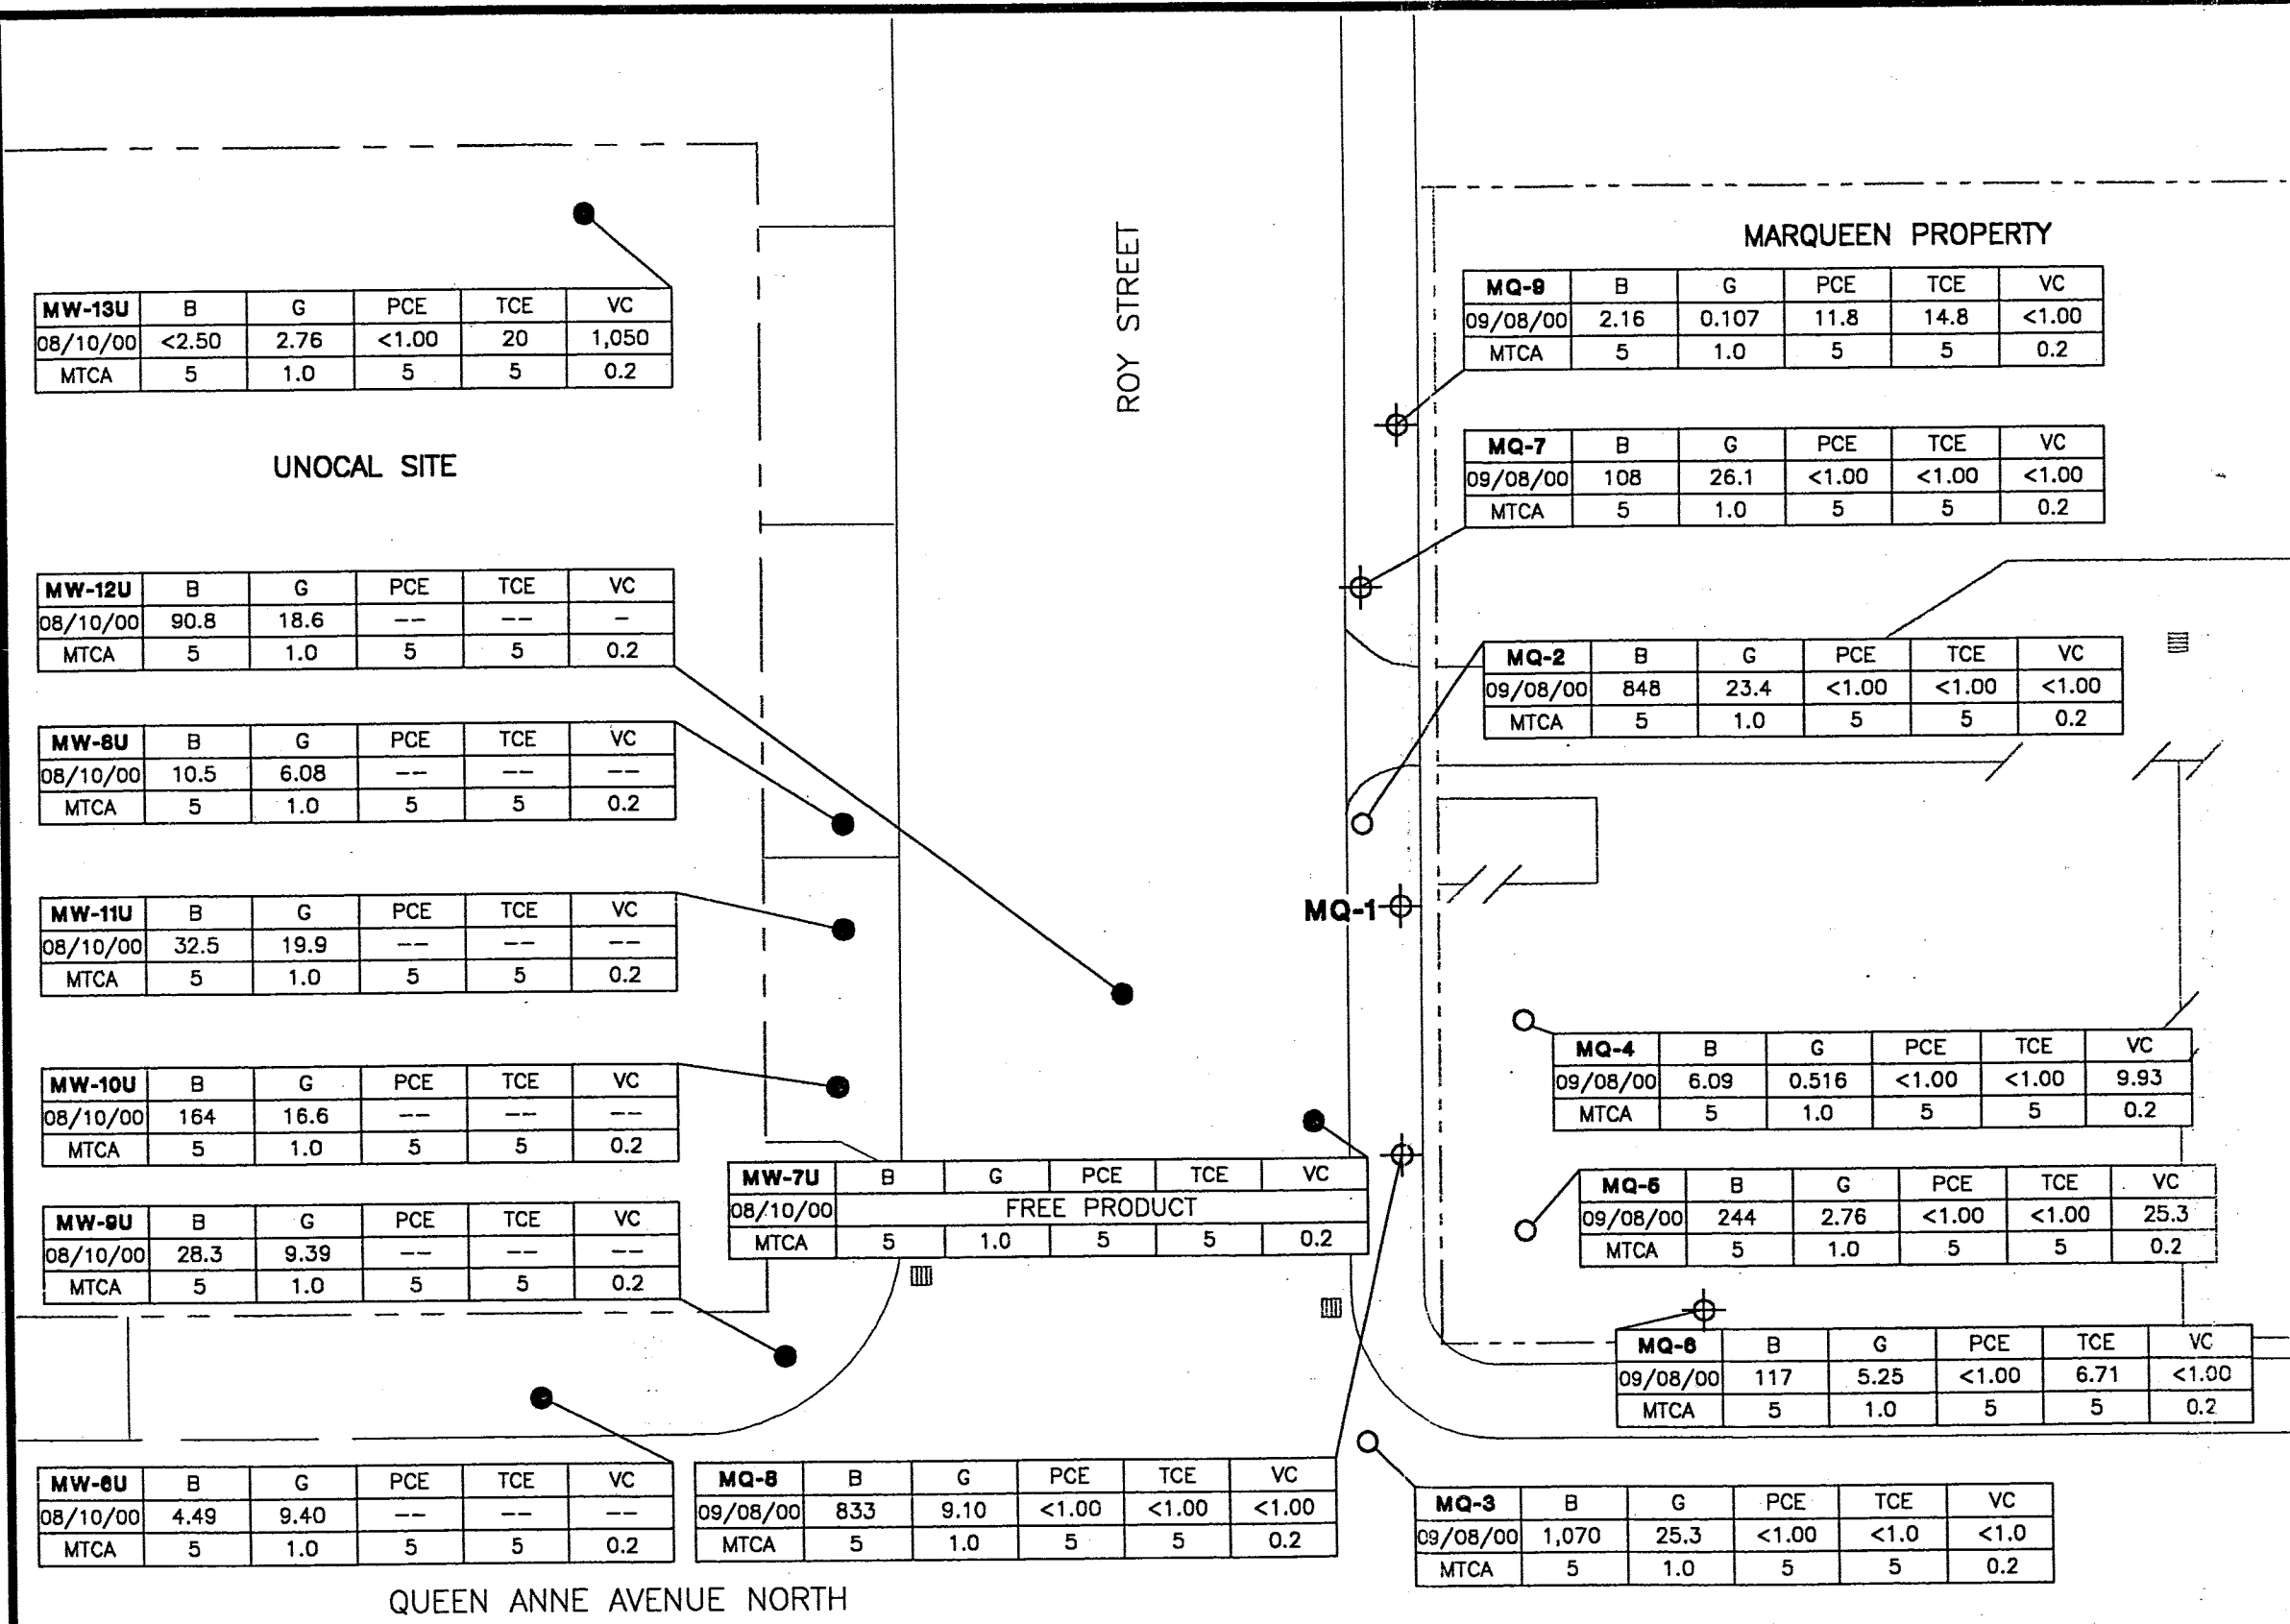 MW-13U B G PCE TCE VC
08/10/00 <2.50 2.76 <1.00 20 1,050
MTCA 5 1.0 5 5 0.2
UNOCAL SITE
MW-12U B G PCE TCE VC
08/10/00 90.8 18.6 -- -- -
MTCA 5 1.0 5 5 0.2
MW-8U B G PCE TCE VC
08/10/00 10.5 6.08 -- -- --
MTCA 5 1.0 5 5 0.2
MW-11U B G PCE TCE VC
08/10/00 32.5 19.9 -- -- --
MTCA 5 1.0 5 5 0.2
MW-10U B G PCE TCE VC
08/10/00 164 16.6 -- -- --
MTCA 5 1.0 5 5 0.2
MW-9U B G PCE TCE VC
08/10/00 28.3 9.39 -- -- --
MTCA 5 1.0 5 5 0.2
MW-6U B G PCE TCE VC
08/10/00 4.49 9.40 -- -- --
MTCA 5 1.0 5 5 0.2
ROY STREET
MW-7U B G PCE TCE VC
08/10/00 FREE PRODUCT
MTCA 5 1.0 5 5 0.2
MQ-8 B G PCE TCE VC
09/08/00 833 9.10 <1.00 <1.00 <1.00
MTCA 5 1.0 5 5 0.2
QUEEN ANNE AVENUE NORTH
MARQUEEN PROPERTY
MQ-9 B G PCE TCE VC
09/08/00 2.16 0.107 11.8 14.8 <1.00
MTCA 5 1.0 5 5 0.2
MQ-7 B G PCE TCE VC
09/08/00 108 26.1 <1.00 <1.00 <1.00
MTCA 5 1.0 5 5 0.2
MQ-2 B G PCE TCE VC
09/08/00 848 23.4 <1.00 <1.00 <1.00
MTCA 5 1.0 5 5 0.2
MQ-1
MQ-4 B G PCE TCE VC
09/08/00 6.09 0.516 <1.00 <1.00 9.93
MTCA 5 1.0 5 5 0.2
MQ-5 B G PCE TCE VC
09/08/00 244 2.76 <1.00 <1.00 25.3
MTCA 5 1.0 5 5 0.2
MQ-6 B G PCE TCE VC
09/08/00 117 5.25 <1.00 6.71 <1.00
MTCA 5 1.0 5 5 0.2
MQ-3 B G PCE TCE VC
09/08/00 1,070 25.3 <1.00 <1.0 <1.0
MTCA 5 1.0 5 5 0.2